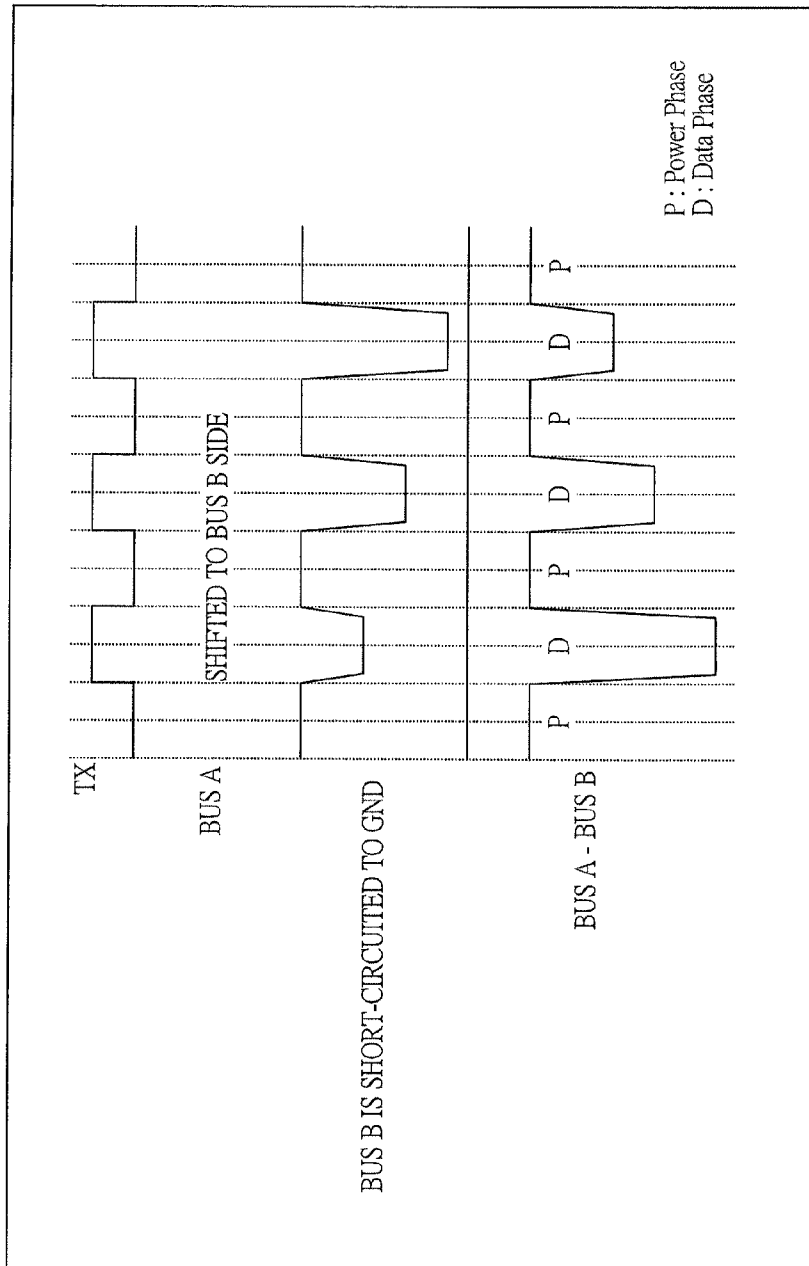 TX
BUS A
SHIFTED TO BUS B SIDE
BUS B IS SHORT-CIRCUITED TO GND
BUS A - BUS B
P D P D P D P
P : Power Phase
D : Data Phase